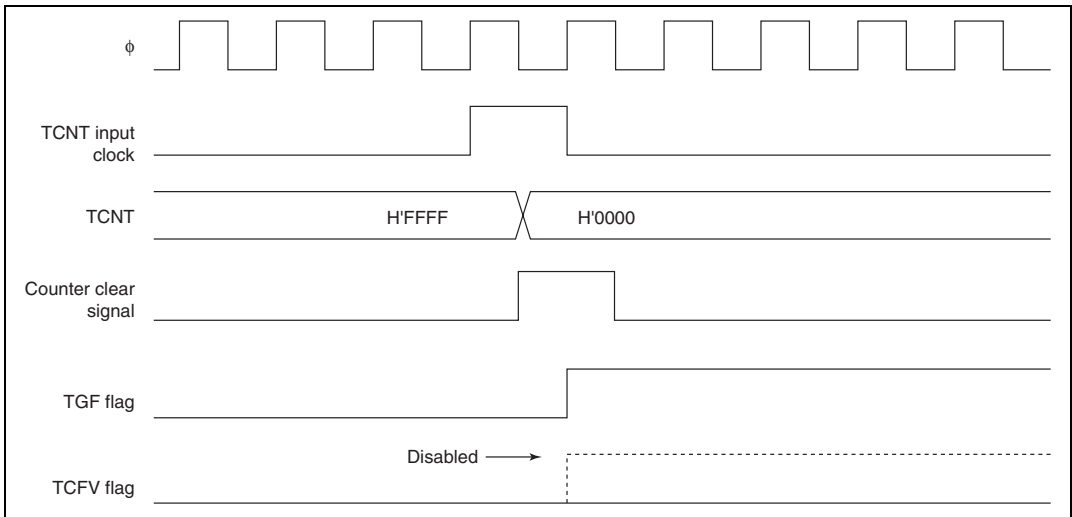 ϕ
TCNT input
clock
TCNT
H'FFFF
H'0000
Counter clear
signal
TGF flag
Disabled
TCFV flag